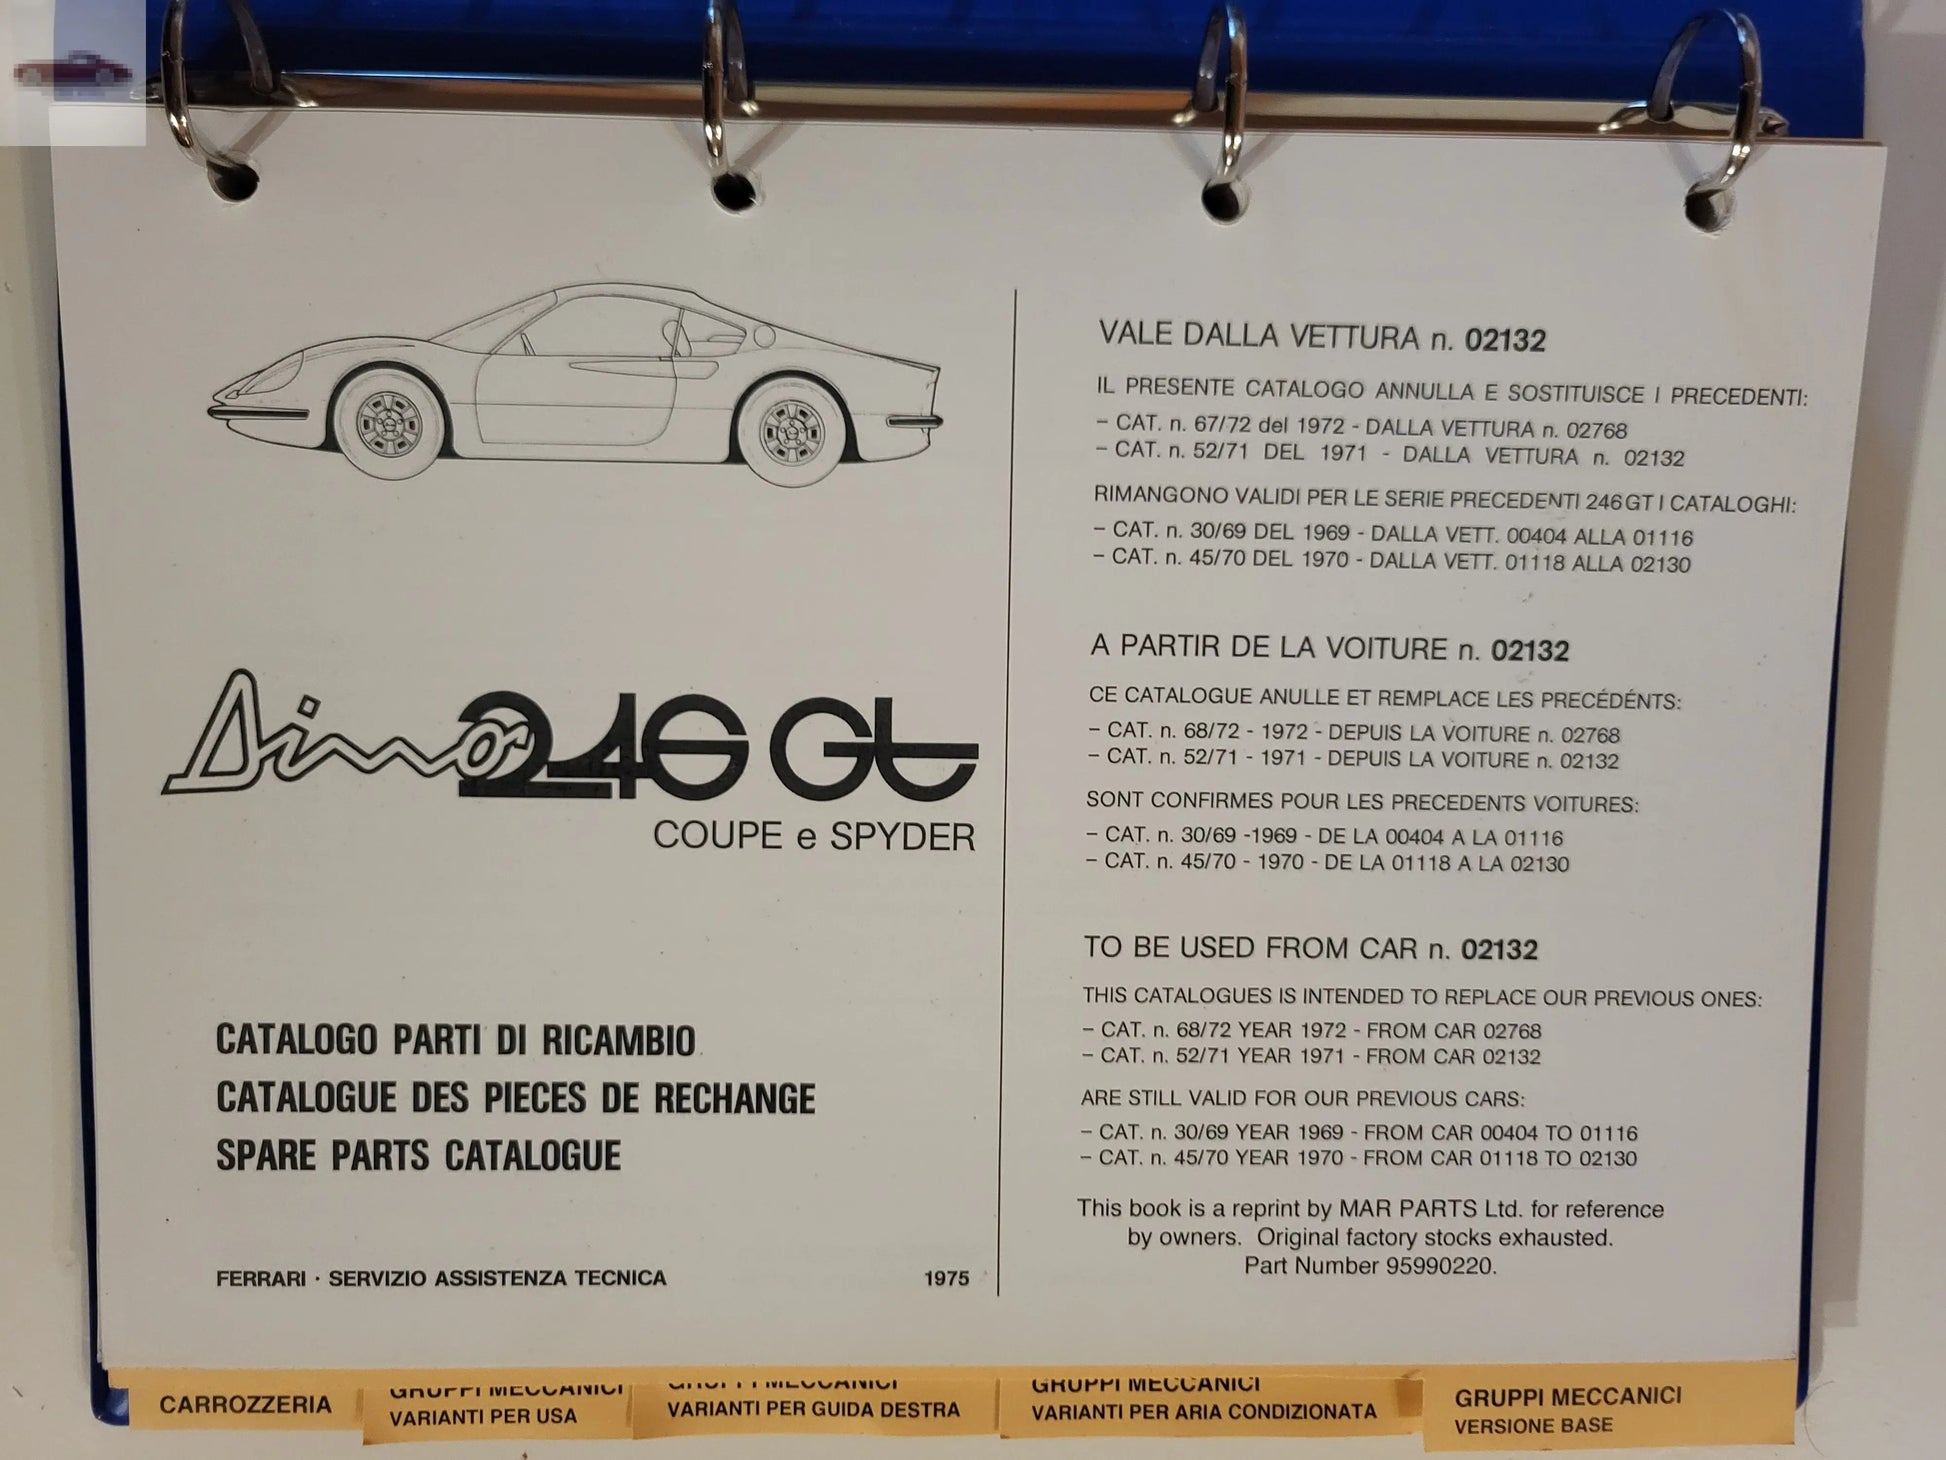 Dino 246 GT
COUPE e SPYDER
CATALOGO PARTI DI RICAMBIO
CATALOGUE DES PIECES DE RECHANGE
SPARE PARTS CATALOGUE
FERRARI · SERVIZIO ASSISTENZA TECNICA 1975
VALE DALLA VETTURA n. 02132
IL PRESENTE CATALOGO ANNULLA E SOSTITUISCE I PRECEDENTI:
– CAT. n. 67/72 del 1972 - DALLA VETTURA n. 02768
– CAT. n. 52/71 DEL 1971 - DALLA VETTURA n. 02132
RIMANGONO VALIDI PER LE SERIE PRECEDENTI 246 GT I CATALOGHI:
– CAT. n. 30/69 DEL 1969 - DALLA VETT. 00404 ALLA 01116
– CAT. n. 45/70 DEL 1970 - DALLA VETT. 01118 ALLA 02130
A PARTIR DE LA VOITURE n. 02132
CE CATALOGUE ANULLE ET REMPLACE LES PRECÉDÉNTS:
– CAT. n. 68/72 - 1972 - DEPUIS LA VOITURE n. 02768
– CAT. n. 52/71 - 1971 - DEPUIS LA VOITURE n. 02132
SONT CONFIRMES POUR LES PRECEDENTS VOITURES:
– CAT. n. 30/69 -1969 - DE LA 00404 A LA 01116
– CAT. n. 45/70 - 1970 - DE LA 01118 A LA 02130
TO BE USED FROM CAR n. 02132
THIS CATALOGUES IS INTENDED TO REPLACE OUR PREVIOUS ONES:
– CAT. n. 68/72 YEAR 1972 - FROM CAR 02768
– CAT. n. 52/71 YEAR 1971 - FROM CAR 02132
ARE STILL VALID FOR OUR PREVIOUS CARS:
– CAT. n. 30/69 YEAR 1969 - FROM CAR 00404 TO 01116
– CAT. n. 45/70 YEAR 1970 - FROM CAR 01118 TO 02130
This book is a reprint by MAR PARTS Ltd. for reference
by owners. Original factory stocks exhausted.
Part Number 95990220.
CARROZZERIA
GRUPPI MECCANICI
VARIANTI PER USA
GRUPPI MECCANICI
VARIANTI PER GUIDA DESTRA
GRUPPI MECCANICI
VARIANTI PER ARIA CONDIZIONATA
GRUPPI MECCANICI
VERSIONE BASE